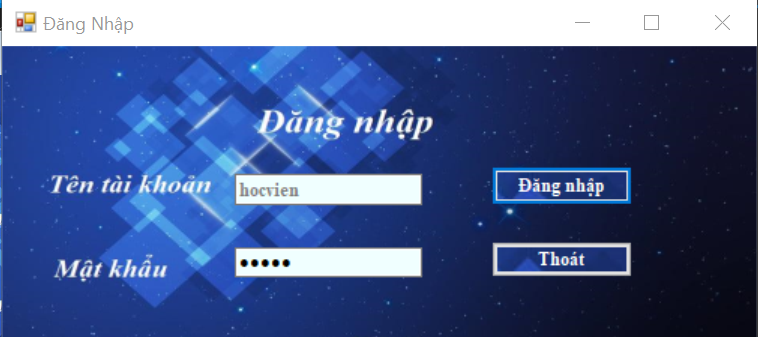 Đăng Nhập
Đăng nhập
Tên tài khoản
hocvien
Đăng nhập
Mật khẩu
•••••
Thoát